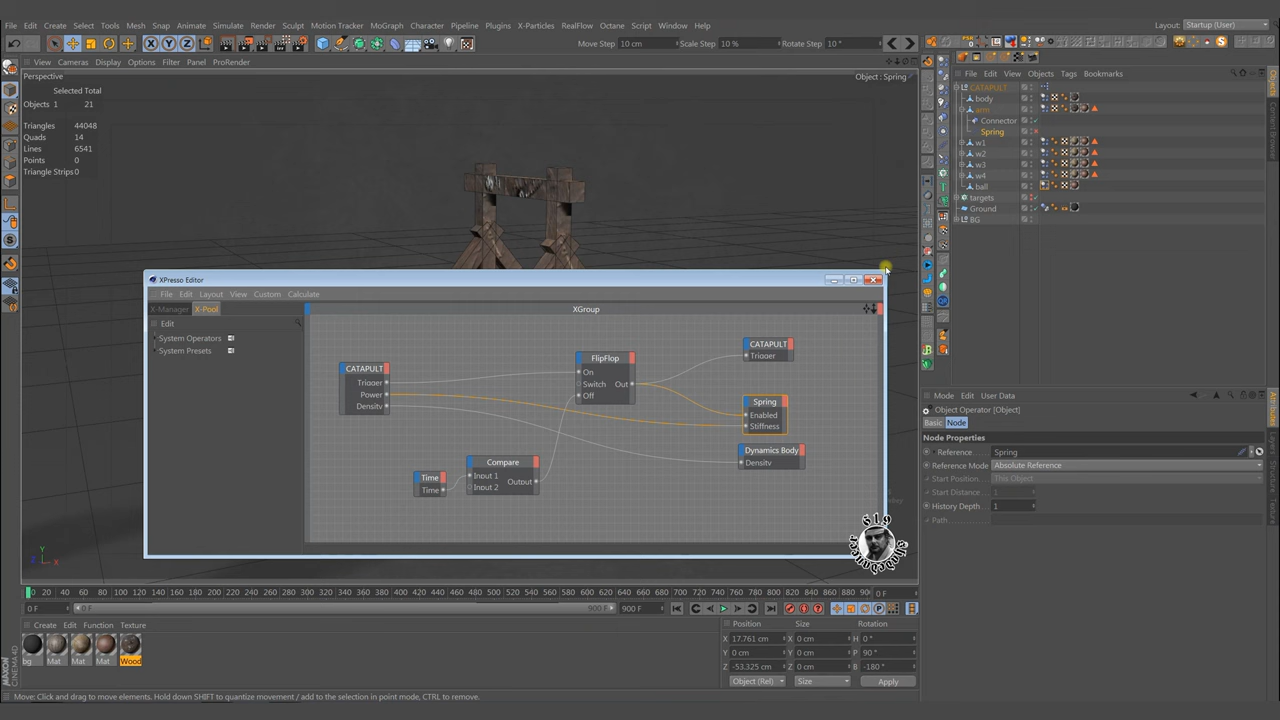 File Edit Create Select Tools Mesh Snap Animate Simulate Render Sculpt Motion Tracker MoGraph Character Pipeline Plugins X-Particles RealFlow Octane Script Window Help
Layout: Startup (User)
Move Step 10 cm Scale Step 10 % Rotate Step 10 °
View Cameras Display Options Filter Panel ProRender
Perspective
Object : Spring
Selected Total
Objects 1 21
Triangles 44048
Quads 14
Lines 6541
Points 0
Triangle Strips 0
File Edit View Objects Tags Bookmarks
CATAPULT
body
arm
Connector
Spring
w1
w2
w3
w4
ball
targets
Ground
BG
XPresso Editor
File Edit Layout View Custom Calculate
X-Manager X-Pool
XGroup
Edit
System Operators
System Presets
CATAPULT
Trigger
Power
Density
FlipFlop
On
Switch Out
Off
CATAPULT
Trigger
Spring
Enabled
Stiffness
Dynamics Body
Density
Time
Time
Compare
Input 1
Input 2
Output
Mode Edit User Data
Object Operator [Object]
Basic Node
Node Properties
Reference Spring
Reference Mode Absolute Reference
Start Position This Object
Start Distance 1
History Depth 1
Path
0 20 40 60 80 100 120 140 160 180 200 220 240 260 280 300 320 340 360 380 400 420 440 460 480 500 520 540 560 580 600 620 640 660 680 700 720 740 760 780 800 820 840 860 880 90 0 F
0 F 0 F 900 F 900 F
Create Edit Function Texture
bg Mat Mat Mat Wood
Position Size Rotation
X 17.761 cm X 0 cm H 0 °
Y 0 cm Y 0 cm P 90 °
Z -53.325 cm Z 0 cm B -180 °
Object (Rel) Size Apply
MAXON CINEMA 4D
Move: Click and drag to move elements. Hold down SHIFT to quantize movement / add to the selection in point mode, CTRL to remove.
Objects
Content Browser
Structure
Attributes